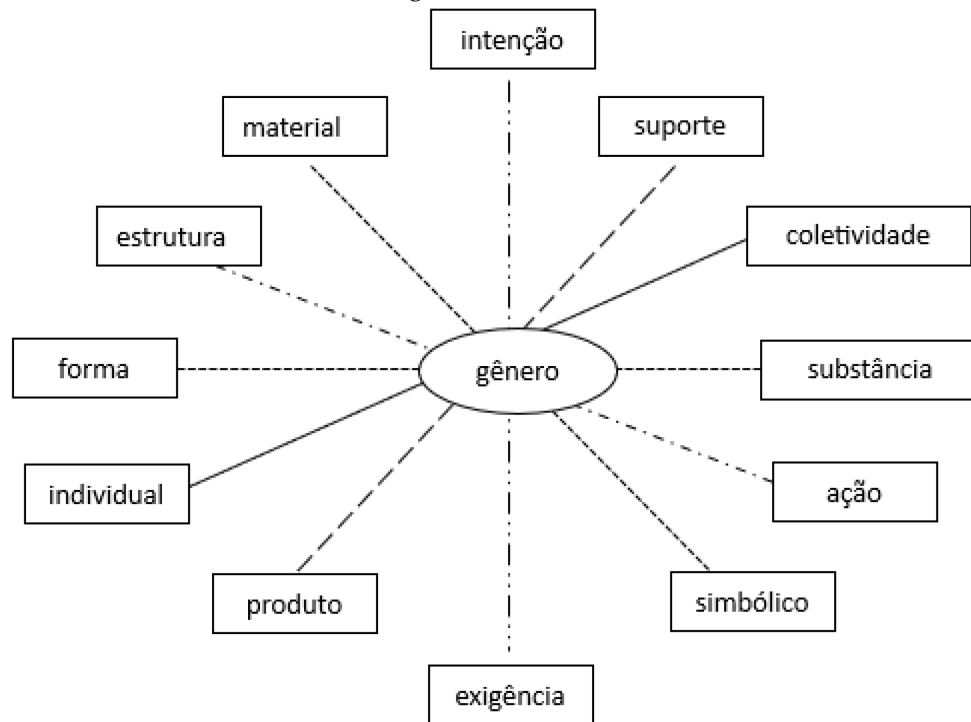 intenção
material
suporte
estrutura
coletividade
forma
gênero
substância
individual
ação
produto
simbólico
exigência